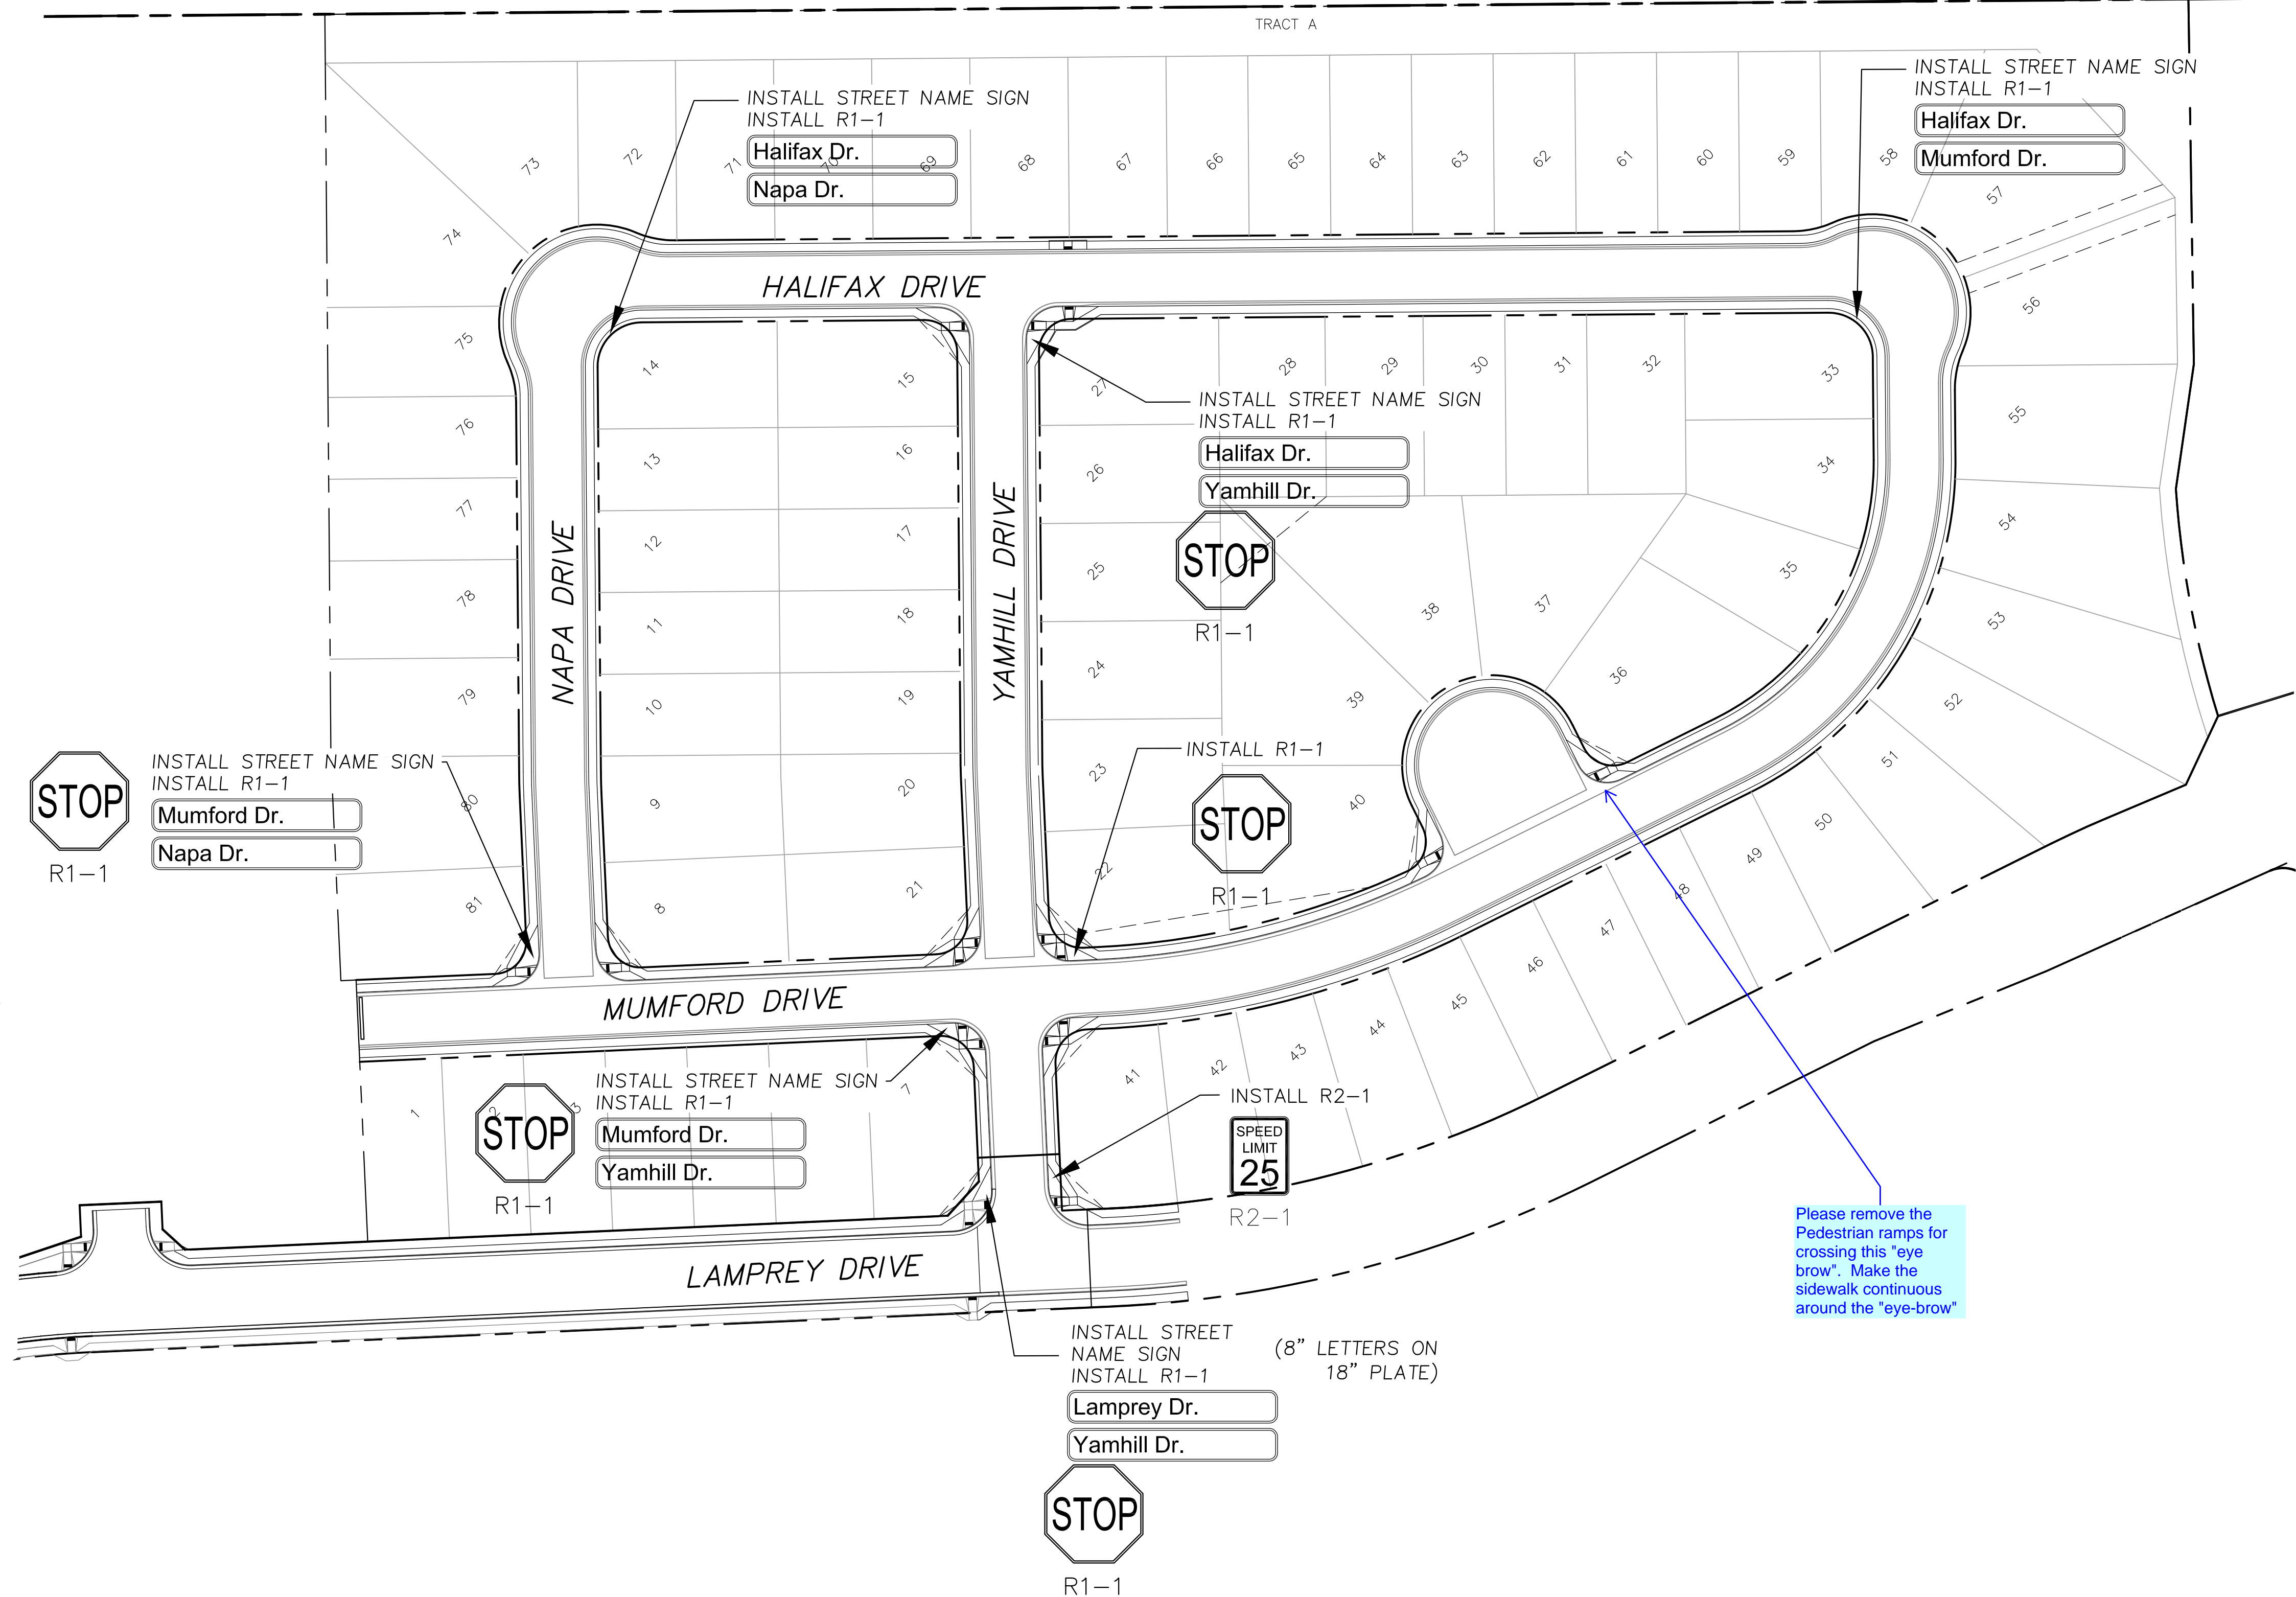 TRACT A
INSTALL STREET NAME SIGN
INSTALL R1-1
Halifax Dr.
Napa Dr.
INSTALL STREET NAME SIGN
INSTALL R1-1
Halifax Dr.
Mumford Dr.
73
72
71
70
69
68
67
66
65
64
63
62
61
60
59
58
57
74
56
HALIFAX DRIVE
75
14
15
27
28
29
30
31
32
33
55
INSTALL STREET NAME SIGN
INSTALL R1-1
Halifax Dr.
Yamhill Dr.
STOP
R1-1
76
13
16
26
34
77
12
17
25
54
NAPA DRIVE
YAMHILL DRIVE
78
11
18
24
38
37
35
53
79
10
19
39
36
52
INSTALL R1-1
STOP
R1-1
STOP
R1-1
INSTALL STREET NAME SIGN
INSTALL R1-1
Mumford Dr.
Napa Dr.
80
9
20
23
40
51
50
81
8
21
22
49
48
47
46
45
44
43
42
41
MUMFORD DRIVE
1
2
3
7
STOP
R1-1
INSTALL STREET NAME SIGN
INSTALL R1-1
Mumford Dr.
Yamhill Dr.
INSTALL R2-1
SPEED
LIMIT
25
R2-1
Please remove the
Pedestrian ramps for
crossing this "eye
brow".  Make the
sidewalk continuous
around the "eye-brow"
LAMPREY DRIVE
INSTALL STREET
NAME SIGN
INSTALL R1-1
(8” LETTERS ON
18” PLATE)
Lamprey Dr.
Yamhill Dr.
STOP
R1-1